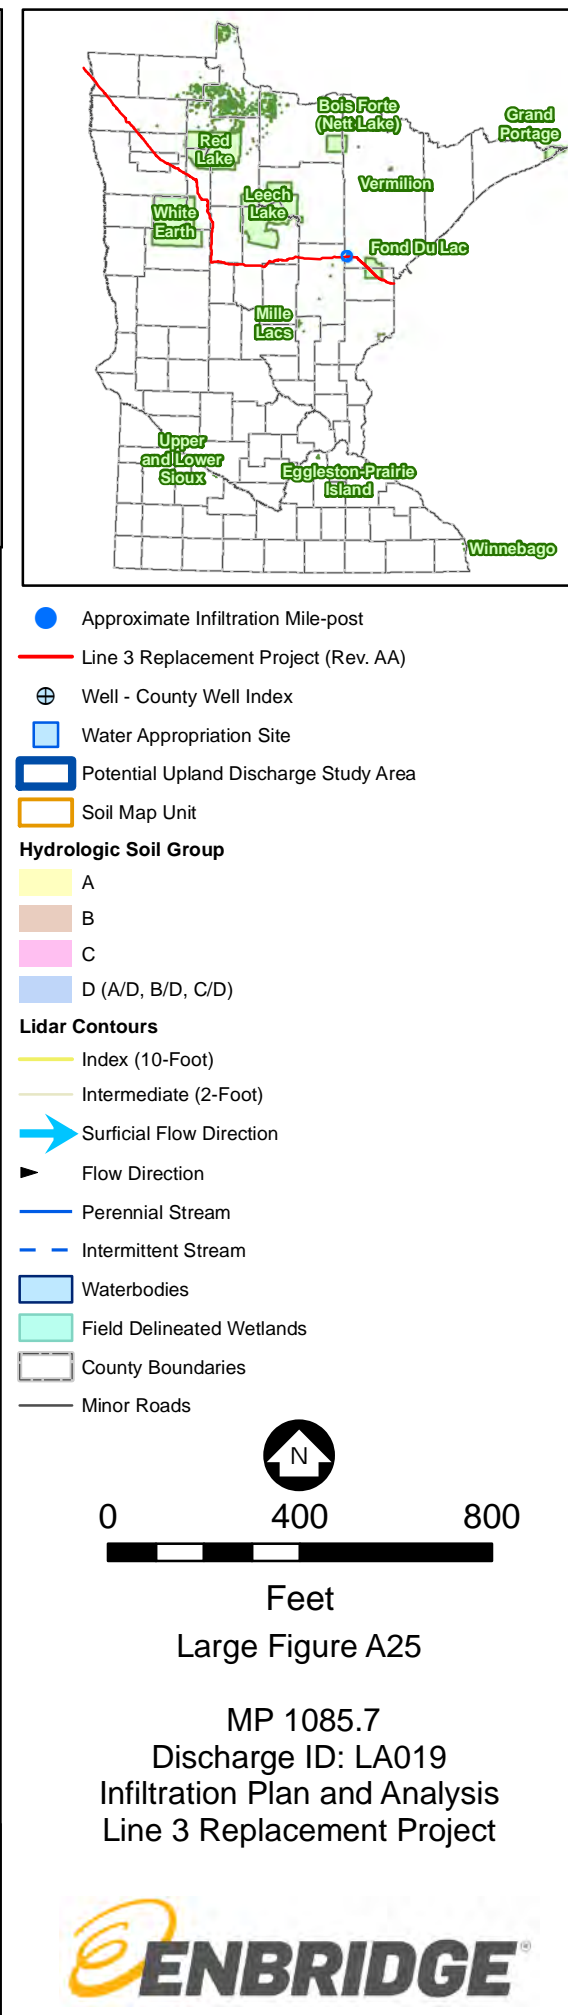 Bois Forte
(Nett Lake)
Grand
Portage
Red
Lake
Vermilion
Leech
Lake
White
Earth
Fond Du Lac
Mille
Lacs
Upper
and Lower
Sioux
Eggleston-Prairie
Island
Winnebago
Approximate Infiltration Mile-post
Line 3 Replacement Project (Rev. AA)
Well - County Well Index
Water Appropriation Site
Potential Upland Discharge Study Area
Soil Map Unit
Hydrologic Soil Group
A
B
C
D (A/D, B/D, C/D)
Lidar Contours
Index (10-Foot)
Intermediate (2-Foot)
Surficial Flow Direction
Flow Direction
Perennial Stream
Intermittent Stream
Waterbodies
Field Delineated Wetlands
County Boundaries
Minor Roads
N
0 400 800
Feet
Large Figure A25
MP 1085.7
Discharge ID: LA019
Infiltration Plan and Analysis
Line 3 Replacement Project
ENBRIDGE®